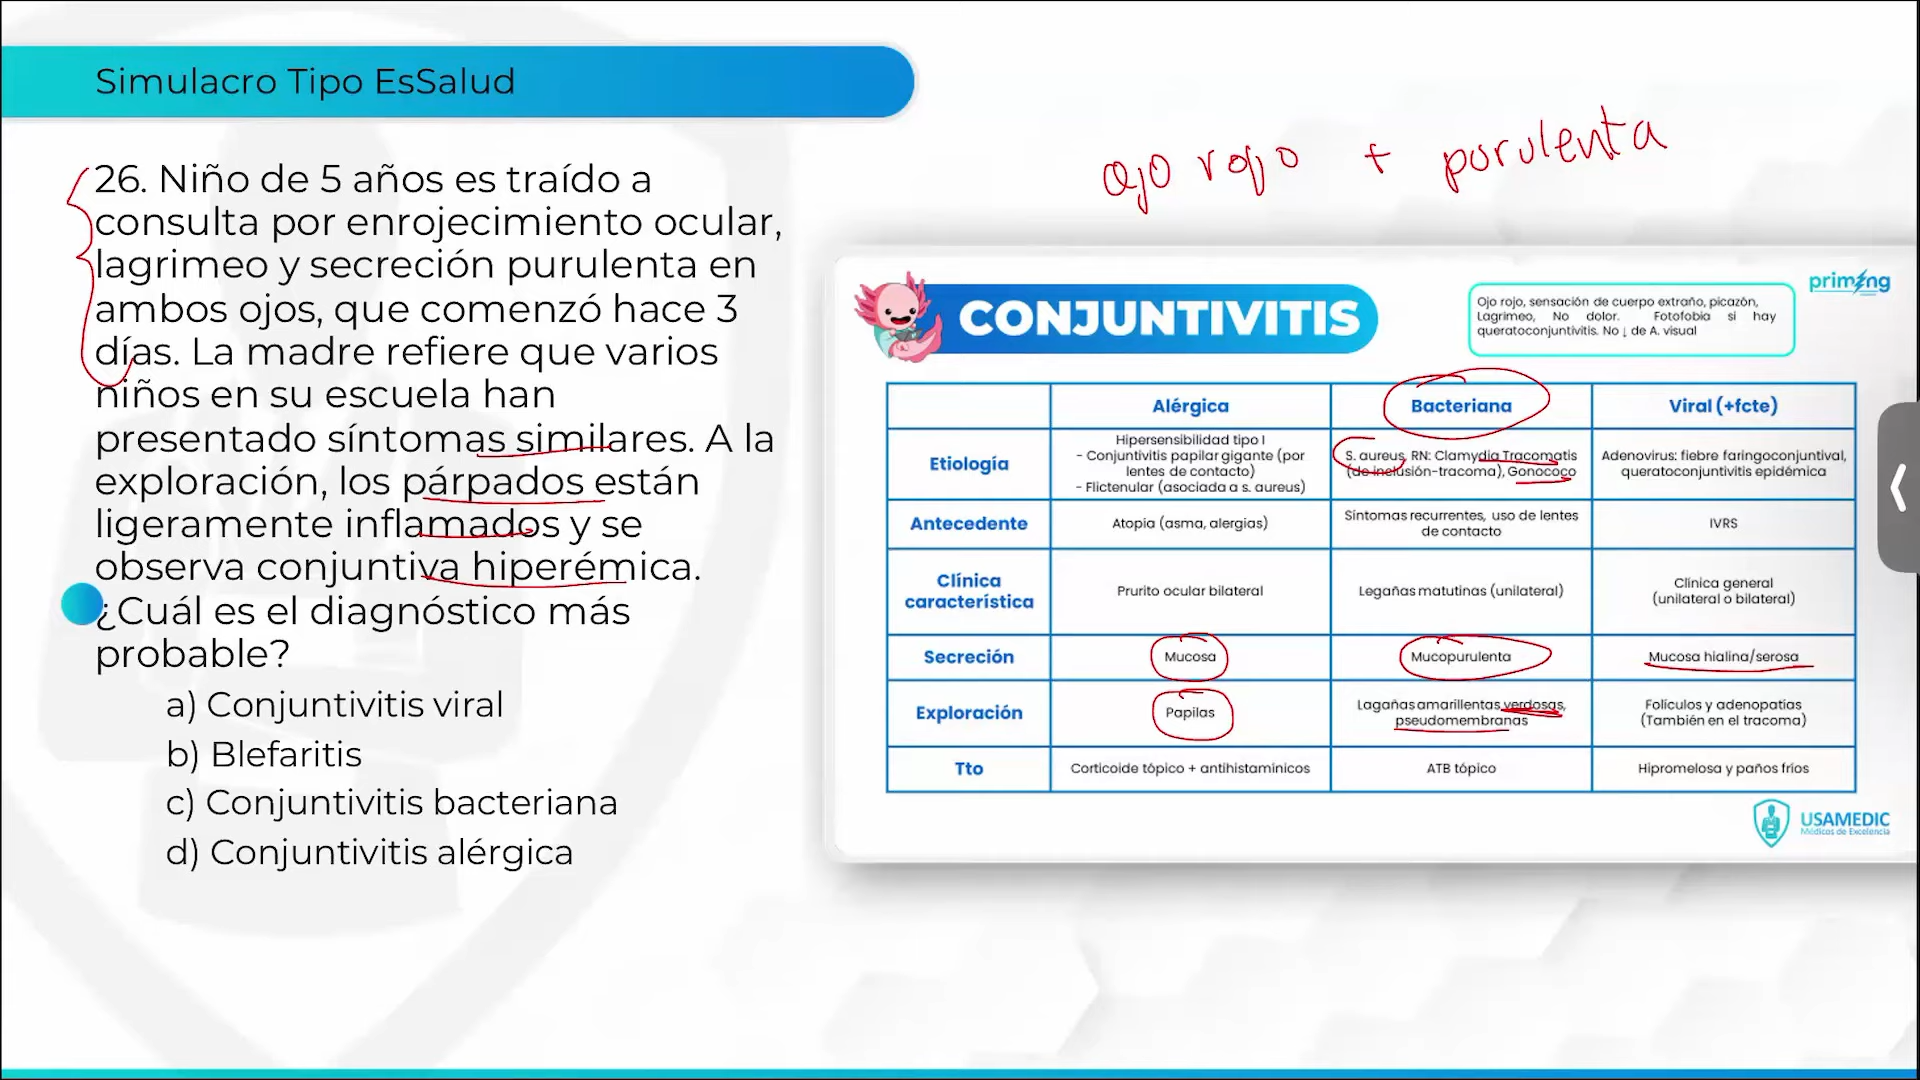 Simulacro Tipo EsSalud
26. Niño de 5 años es traído a
consulta por enrojecimiento ocular,
lagrimeo y secreción purulenta en
ambos ojos, que comenzó hace 3
días. La madre refiere que varios
niños en su escuela han
presentado síntomas similares. A la
exploración, los párpados están
ligeramente inflamados y se
observa conjuntiva hiperémica.
¿Cuál es el diagnóstico más
probable?
a) Conjuntivitis viral
b) Blefaritis
c) Conjuntivitis bacteriana
d) Conjuntivitis alérgica
ojo rojo + purulenta
CONJUNTIVITIS
Ojo rojo, sensación de cuerpo extraño, picazón,
Lagrimeo, No dolor. Fotofobia si hay
queratoconjuntivitis. No ↓ de A. visual
priming
Alérgica Bacteriana Viral (+fcte)
Etiología
Hipersensibilidad tipo I
- Conjuntivitis papilar gigante (por
lentes de contacto)
- Flictenular (asociada a s. aureus)
S. aureus, RN: Clamydia Tracomatis
(de inclusión-tracoma), Gonococo
Adenovirus: fiebre faringoconjuntival,
queratoconjuntivitis epidémica
Antecedente
Atopia (asma, alergias)
Síntomas recurrentes, uso de lentes
de contacto
IVRS
Clínica
característica
Prurito ocular bilateral
Legañas matutinas (unilateral)
Clínica general
(unilateral o bilateral)
Secreción
Mucosa
Mucopurulenta
Mucosa hialina/serosa
Exploración
Papilas
Lagañas amarillentas verdosas,
pseudomembranas
Folículos y adenopatías
(También en el tracoma)
Tto
Corticoide tópico + antihistamínicos
ATB tópico
Hipromelosa y paños fríos
USAMEDIC
Médicos de Excelencia